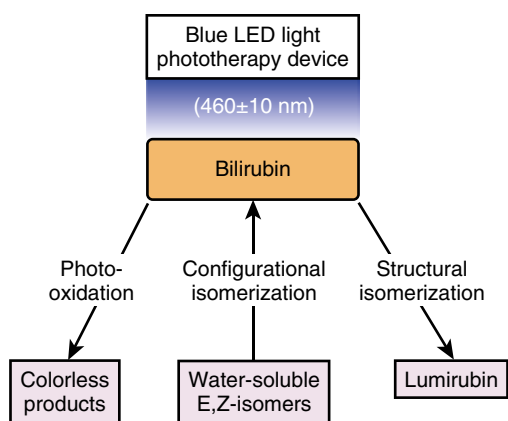 Blue LED light
phototherapy device
(460±10 nm)
Bilirubin
Photo-
oxidation
Configurational
isomerization
Structural
isomerization
Colorless
products
Water-soluble
E,Z-isomers
Lumirubin